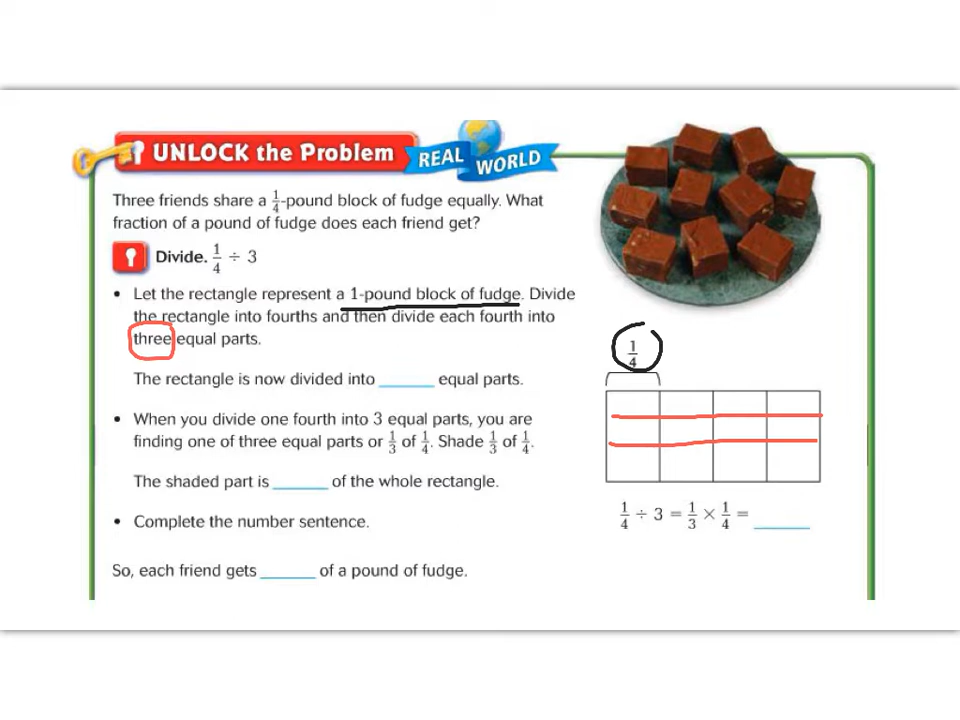 UNLOCK the Problem REAL WORLD
Three friends share a 1/4-pound block of fudge equally. What
fraction of a pound of fudge does each friend get?
Divide. 1/4 ÷ 3
• Let the rectangle represent a 1-pound block of fudge. Divide
the rectangle into fourths and then divide each fourth into
three equal parts.
The rectangle is now divided into ______ equal parts.
• When you divide one fourth into 3 equal parts, you are
finding one of three equal parts or 1/3 of 1/4. Shade 1/3 of 1/4.
The shaded part is ______ of the whole rectangle.
• Complete the number sentence.
So, each friend gets ______ of a pound of fudge.
1/4
1/4 ÷ 3 = 1/3 × 1/4 = ______